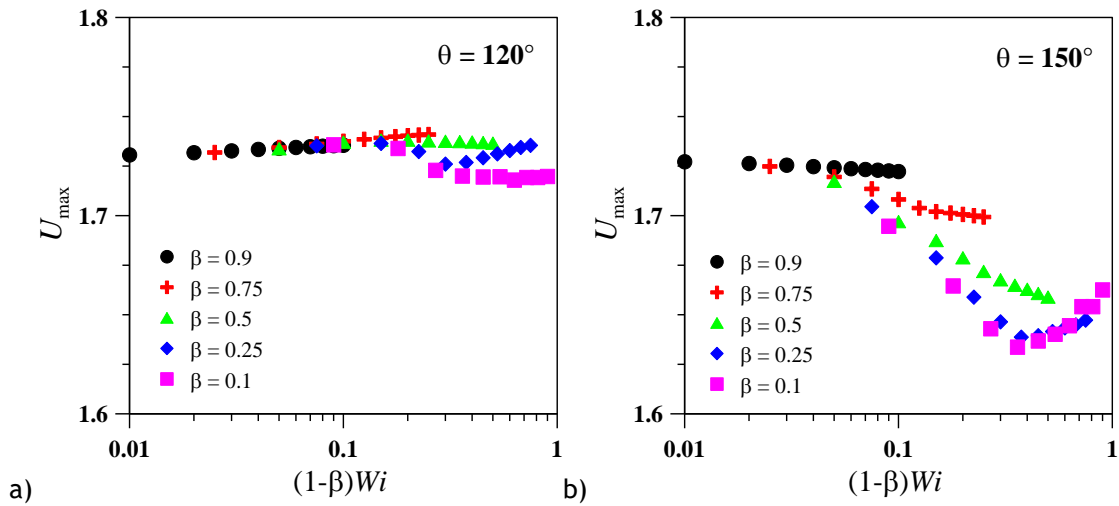 1.8
θ = 120°
1.7
U_max
β = 0.9
β = 0.75
β = 0.5
β = 0.25
β = 0.1
1.6
0.01 0.1 1
a) (1-β)Wi
1.8
θ = 150°
1.7
U_max
β = 0.9
β = 0.75
β = 0.5
β = 0.25
β = 0.1
1.6
0.01 0.1 1
b) (1-β)Wi